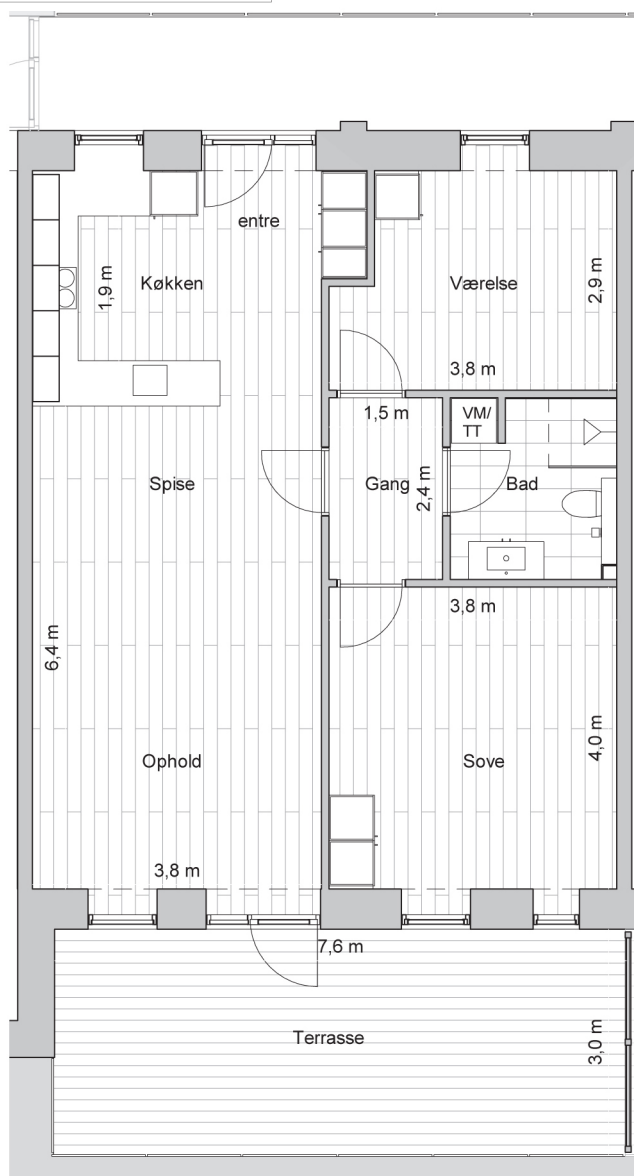 entre
Køkken
1,9 m
Værelse
2,9 m
3,8 m
1,5 m
VM/
TT
Spise
Gang
2,4 m
Bad
3,8 m
6,4 m
Ophold
Sove
4,0 m
3,8 m
7,6 m
Terrasse
3,0 m